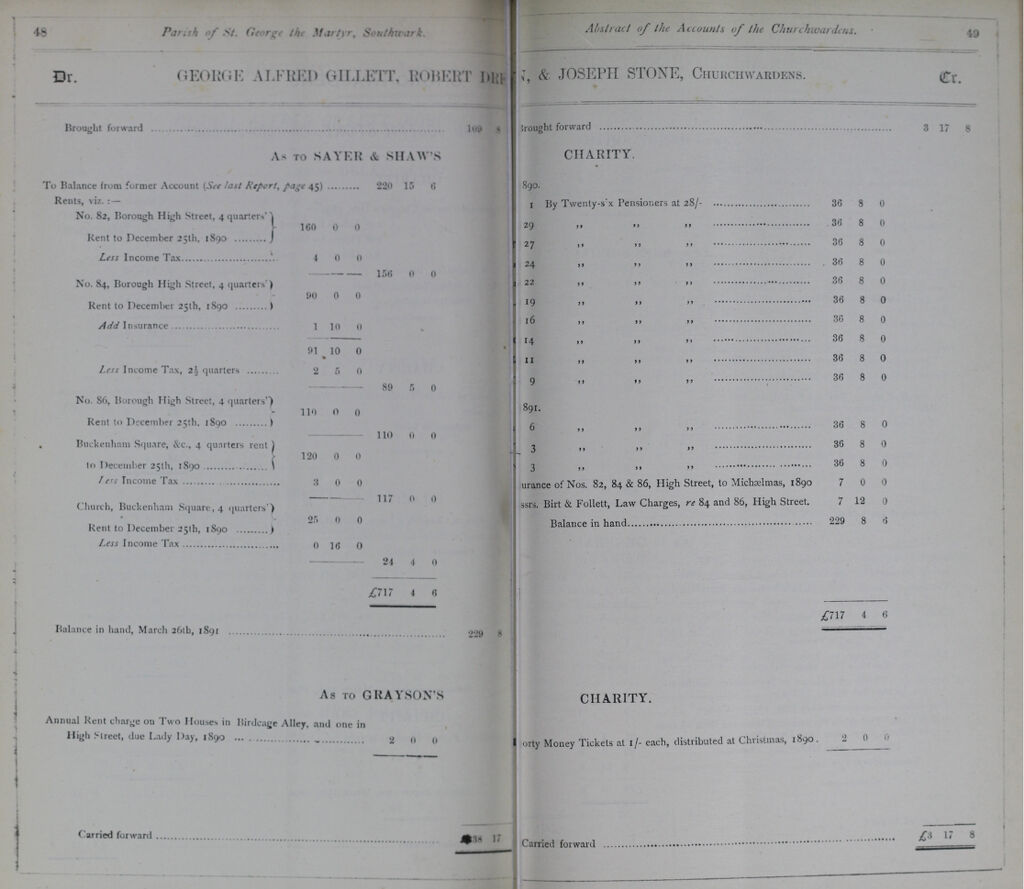 48
Parish of St. George the Martyr, Southwark.
Dr.
GEORGE ALFRED GILLETT, ROBERT DRE
Brought forward 109 8
As to SAYER & SHAW'S
To Balance from former Account (See last Report, page 45) 220 15 6
Rents, viz. :—
No. 82, Borough High Street, 4 quarters'
Rent to December 25th, 1890 160 0 0
Less Income Tax 4 0 0
156 0 0
No. 84, Borough High Street, 4 quarters'
Rent to December 25th, 1890 90 0 0
Add Insurance 1 10 0
91 10 0
Less Income Tax, 2½ quarters 2 5 0
89 5 0
No. 86, Borough High Street, 4 quarters'
Rent to December 25th, 1890 110 0 0
110 0 0
Buckenham Square, &c., 4 quarters rent
to December 25th, 1890 120 0 0
Less Income Tax 3 0 0
117 0 0
Church, Buckenham Square, 4 quarters'
Rent to December 25th, 1890 25 0 0
Less Income Tax 0 16 0
24 4 0
£717 4 6
Balance in hand, March 26th, 1891 229 8
As to GRAYSON'S
Annual Rent charge on Two Houses in Birdcage Alley, and one in
High Street, due Lady Day, 1890 2 0 0
Carried forward 38 17
Abstract of the Accounts of the Churchwardens.
49
N, & JOSEPH STONE, Churchwardens.
Cr.
Brought forward 3 17 8
CHARITY.
890.
1 By Twenty-six Pensioners at 28/- 36 8 0
29 ,, ,, ,, 36 8 0
27 ,, ,, ,, 36 8 0
24 ,, ,, ,, 36 8 0
22 ,, ,, ,, 36 8 0
19 ,, ,, ,, 36 8 0
16 ,, ,, ,, 36 8 0
14 ,, ,, ,, 36 8 0
11 ,, ,, ,, 36 8 0
9 ,, ,, ,, 36 8 0
891.
6 ,, ,, ,, 36 8 0
3 ,, ,, ,, 36 8 0
3 ,, ,, ,, 36 8 0
urance of Nos. 82, 84 & 86, High Street, to Michælmas, 1890 7 0 0
ssrs. Birt & Follett, Law Charges, re 84 and 86, High Street. 7 12 0
Balance in hand 229 8 6
£717 4 6
CHARITY.
orty Money Tickets at 1/- each, distributed at Christmas, 1890. 2 0 0
Carried forward £3 17 8